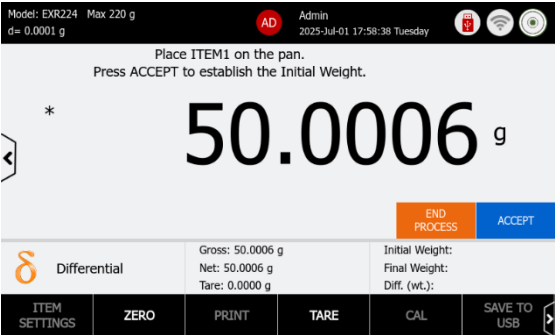 Model: EXR224 Max 220 g
d= 0.0001 g
AD
Admin
2025-Jul-01 17:58:38 Tuesday
Place ITEM1 on the pan.
Press ACCEPT to establish the Initial Weight.
*
50.0006 g
END
PROCESS
ACCEPT
δ
Differential
Gross: 50.0006 g
Net: 50.0006 g
Tare: 0.0000 g
Initial Weight:
Final Weight:
Diff. (wt.):
ITEM
SETTINGS
ZERO
PRINT
TARE
CAL
SAVE TO
USB